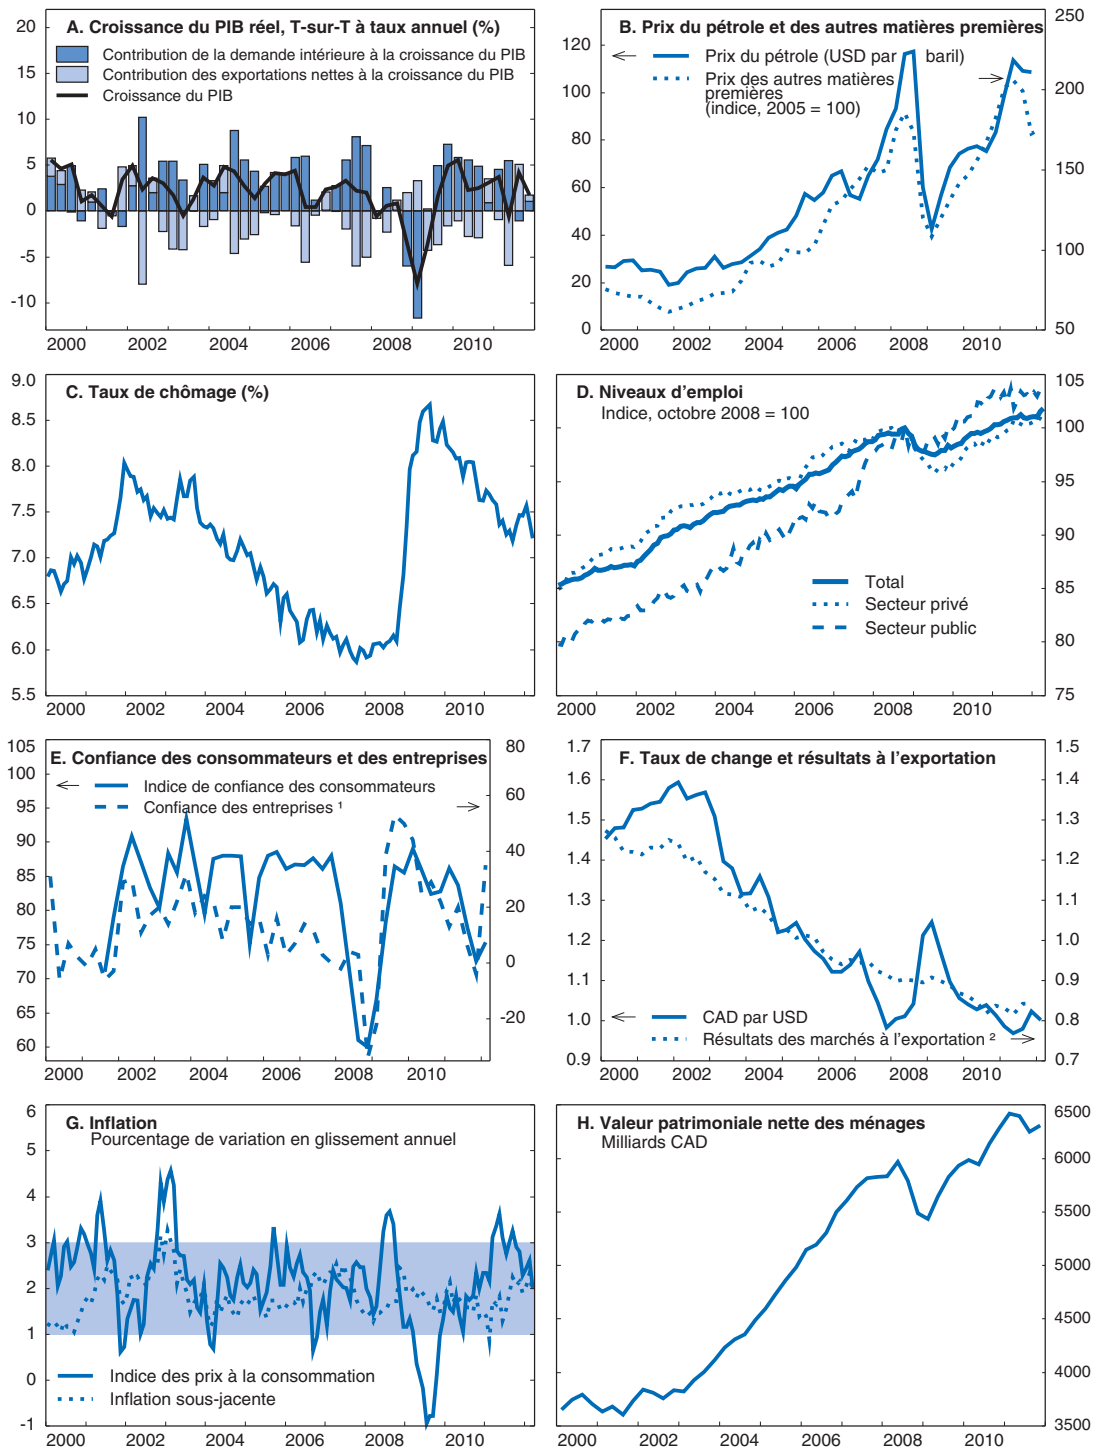 A. Croissance du PIB réel, T-sur-T à taux annuel (%)
Contribution de la demande intérieure à la croissance du PIB
Contribution des exportations nettes à la croissance du PIB
Croissance du PIB
20
15
10
5
0
-5
-10
2000 2002 2004 2006 2008 2010
B. Prix du pétrole et des autres matières premières
Prix du pétrole (USD par baril)
Prix des autres matières
premières
(indice, 2005 = 100)
120
100
80
60
40
20
0
250
200
150
100
50
2000 2002 2004 2006 2008 2010
C. Taux de chômage (%)
9.0
8.5
8.0
7.5
7.0
6.5
6.0
5.5
2000 2002 2004 2006 2008 2010
D. Niveaux d'emploi
Indice, octobre 2008 = 100
Total
Secteur privé
Secteur public
105
100
95
90
85
80
75
2000 2002 2004 2006 2008 2010
E. Confiance des consommateurs et des entreprises
Indice de confiance des consommateurs
Confiance des entreprises ¹
105
100
95
90
85
80
75
70
65
60
80
60
40
20
0
-20
2000 2002 2004 2006 2008 2010
F. Taux de change et résultats à l'exportation
CAD par USD
Résultats des marchés à l'exportation ²
1.7
1.6
1.5
1.4
1.3
1.2
1.1
1.0
0.9
1.5
1.4
1.3
1.2
1.1
1.0
0.9
0.8
0.7
2000 2002 2004 2006 2008 2010
G. Inflation
Pourcentage de variation en glissement annuel
Indice des prix à la consommation
Inflation sous-jacente
6
5
4
3
2
1
0
-1
2000 2002 2004 2006 2008 2010
H. Valeur patrimoniale nette des ménages
Milliards CAD
6500
6000
5500
5000
4500
4000
3500
2000 2002 2004 2006 2008 2010